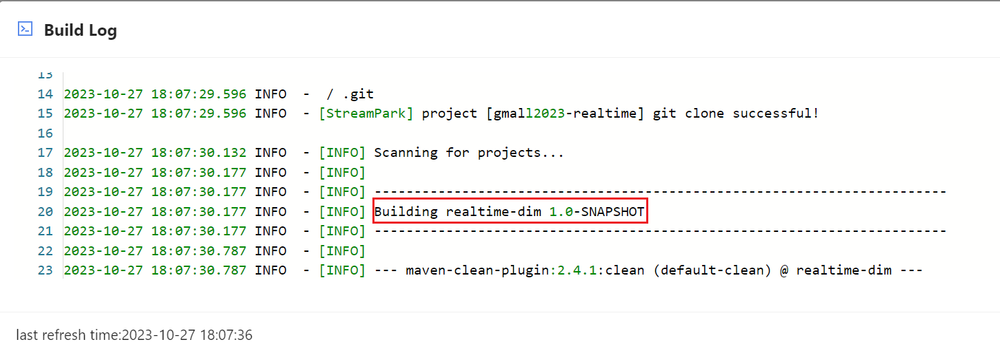 Build Log
13
14 2023-10-27 18:07:29.596 INFO  -  / .git
15 2023-10-27 18:07:29.596 INFO  - [StreamPark] project [gmall2023-realtime] git clone successful!
16
17 2023-10-27 18:07:30.132 INFO  - [INFO] Scanning for projects...
18 2023-10-27 18:07:30.177 INFO  - [INFO]
19 2023-10-27 18:07:30.177 INFO  - [INFO] ------------------------------------------------------------------------
20 2023-10-27 18:07:30.177 INFO  - [INFO] Building realtime-dim 1.0-SNAPSHOT
21 2023-10-27 18:07:30.177 INFO  - [INFO] ------------------------------------------------------------------------
22 2023-10-27 18:07:30.787 INFO  - [INFO]
23 2023-10-27 18:07:30.787 INFO  - [INFO] --- maven-clean-plugin:2.4.1:clean (default-clean) @ realtime-dim ---
last refresh time:2023-10-27 18:07:36